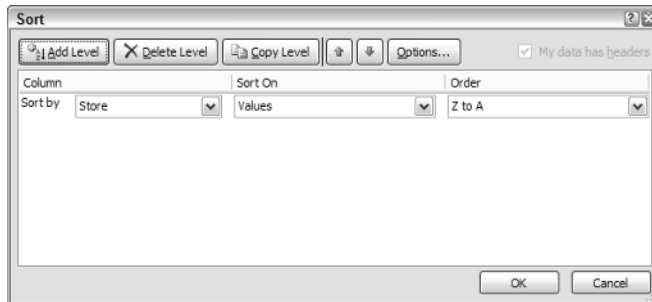 Sort
Add Level Delete Level Copy Level Options... My data has headers
Column Sort On Order
Sort by Store Values Z to A
OK Cancel